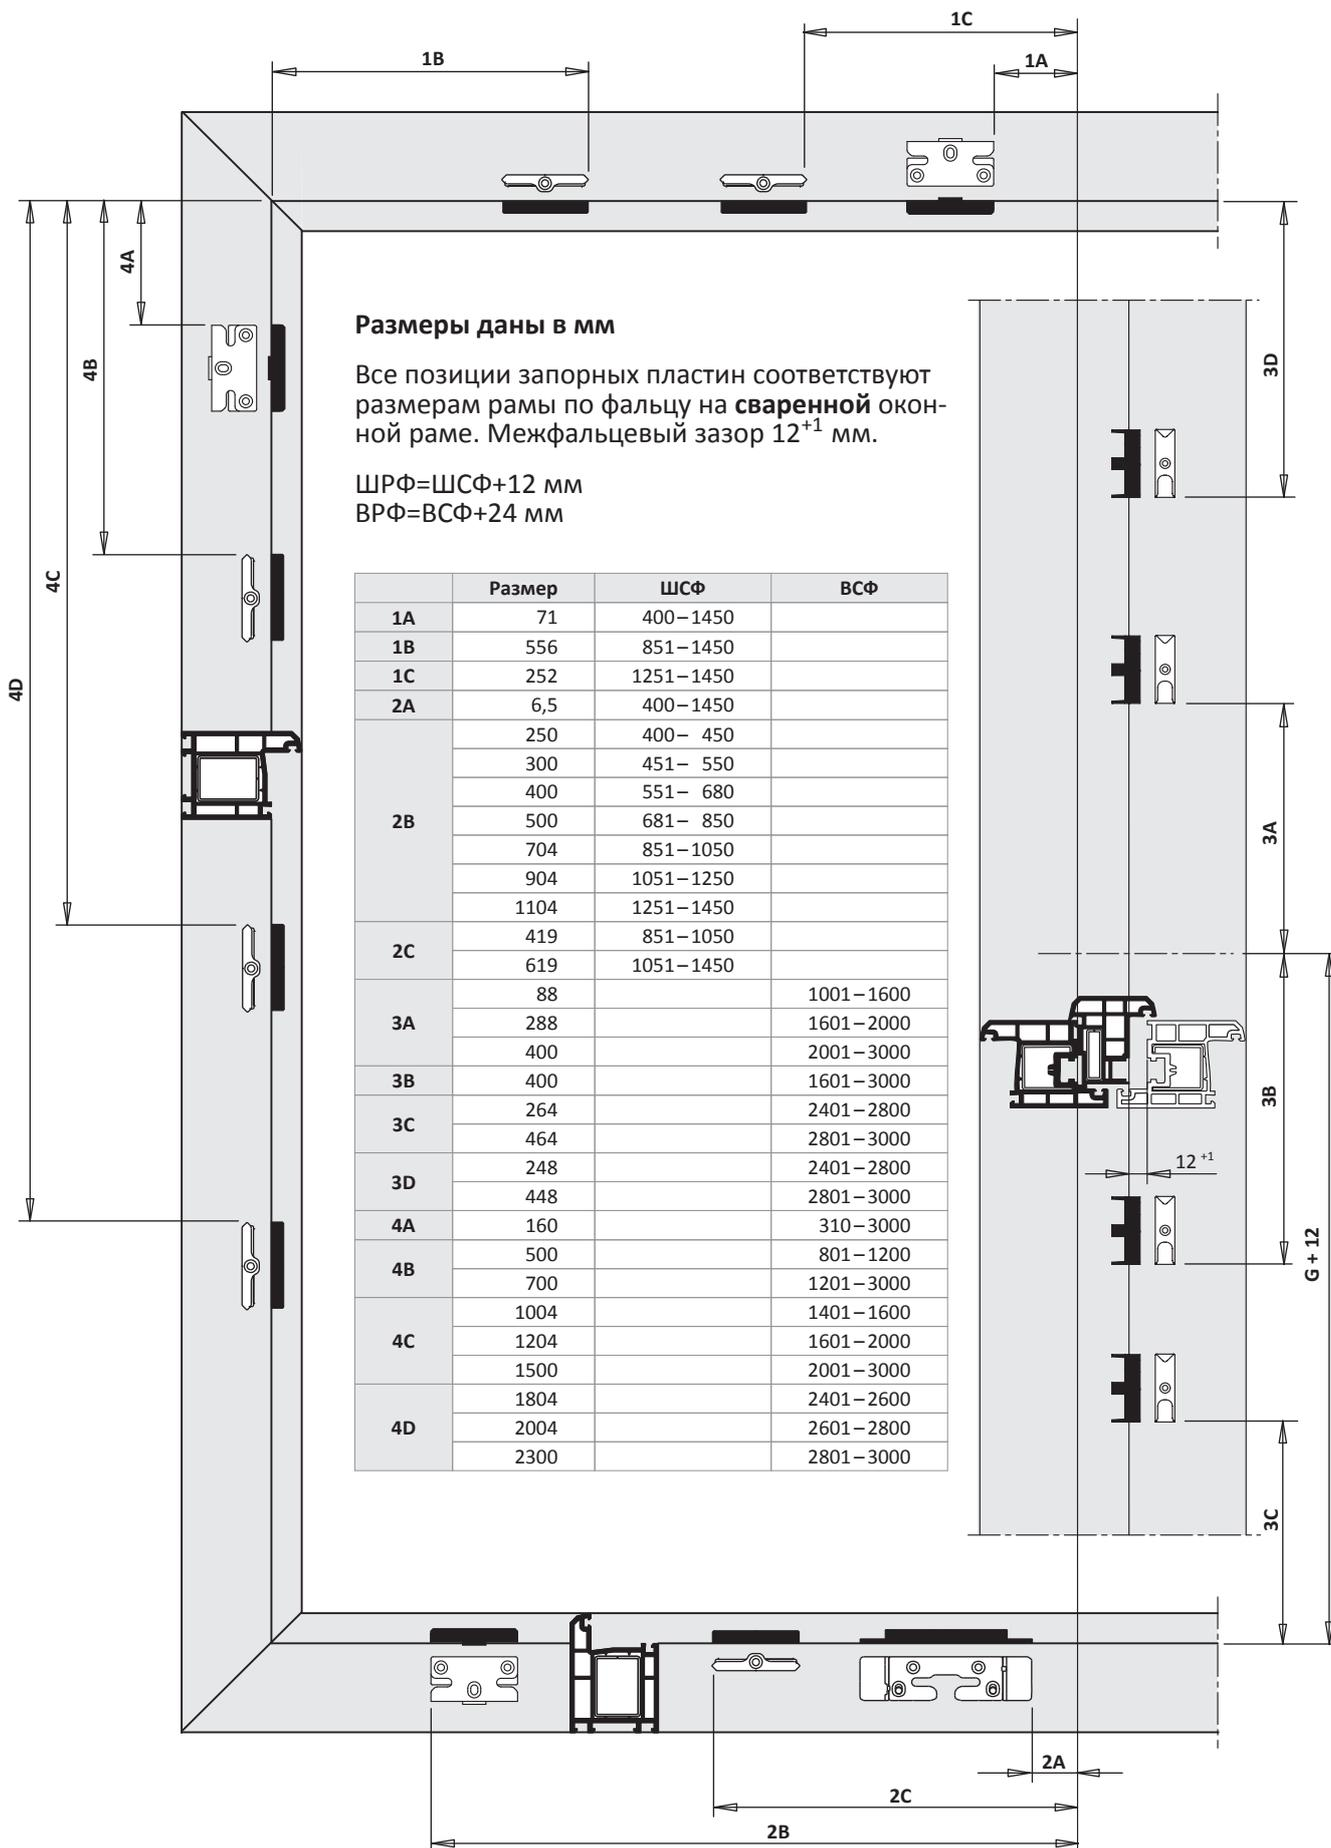 1C
1B
1A
4A
4B
4C
4D
3D
3A
3B
G + 12
3C
Размеры даны в мм
Все позиции запорных пластин соответствуют
размерам рамы по фальцу на сваренной окон-
ной раме. Межфальцевый зазор 12+1 мм.
ШРФ=ШСФ+12 мм
ВРФ=ВСФ+24 мм
Размер ШСФ ВСФ
1A 71 400–1450
1B 556 851–1450
1C 252 1251–1450
2A 6,5 400–1450
2B 250 400– 450
300 451– 550
400 551– 680
500 681– 850
704 851–1050
904 1051–1250
1104 1251–1450
2C 419 851–1050
619 1051–1450
3A 88 1001–1600
288 1601–2000
400 2001–3000
3B 400 1601–3000
3C 264 2401–2800
464 2801–3000
3D 248 2401–2800
448 2801–3000
4A 160 310–3000
4B 500 801–1200
700 1201–3000
4C 1004 1401–1600
1204 1601–2000
1500 2001–3000
4D 1804 2401–2600
2004 2601–2800
2300 2801–3000
12 +1
2A
2C
2B